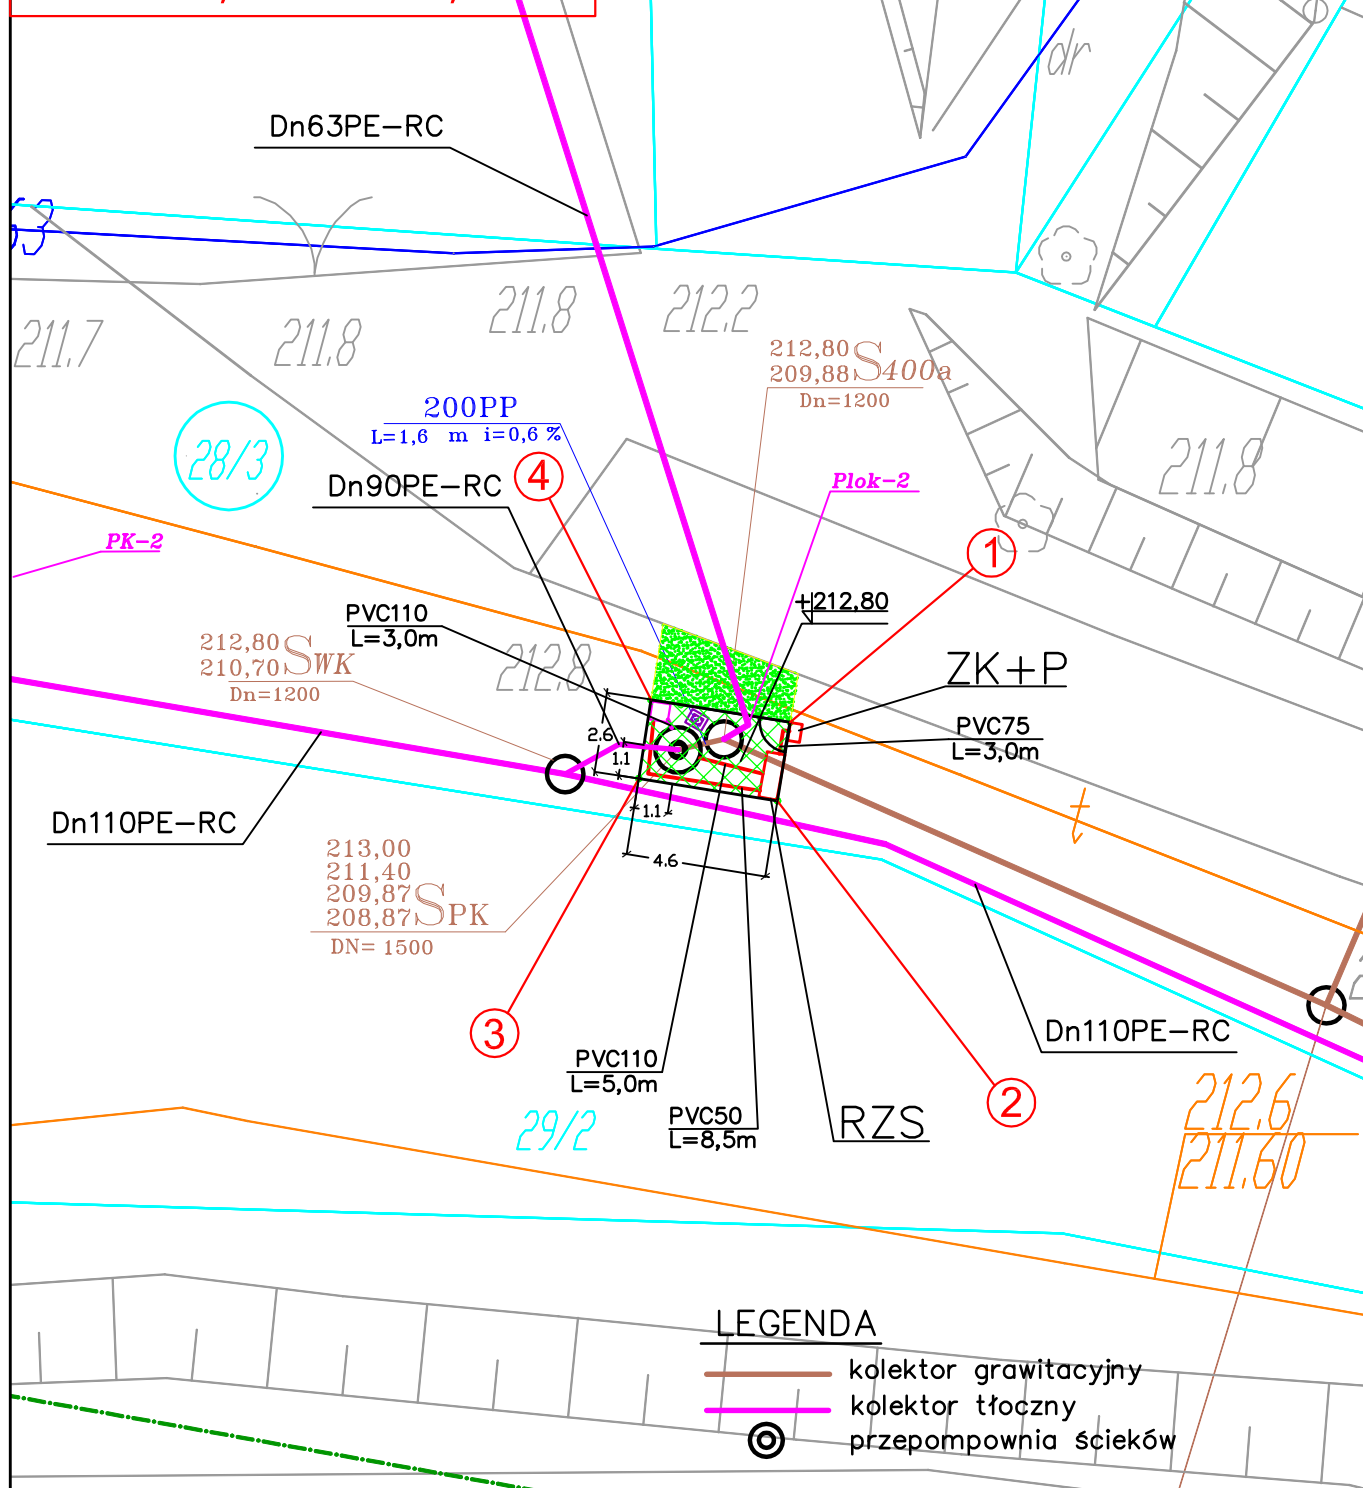 dr
Dn63PE-RC
63
211.8
212.2
211.7
211.8
212,80
209,88 S400a
Dn=1200
200PP
L=1,6 m i=0,6 %
28/3
211.8
4
Dn90PE-RC
Plok-2
PK-2
1
+212,80
PVC110
L=3,0m
212,80
210,70 SWK
Dn=1200
212.8
ZK+P
PVC75
L=3,0m
2.6
1.1
t
1.1
Dn110PE-RC
4.6
213,00
211,40
209,87
208,87 SPK
DN= 1500
3
Dn110PE-RC
PVC110
L=5,0m
2
PVC50
L=8,5m
RZS
29/2
212.6
211.60
LEGENDA
kolektor grawitacyjny
kolektor tłoczny
przepompownia ścieków